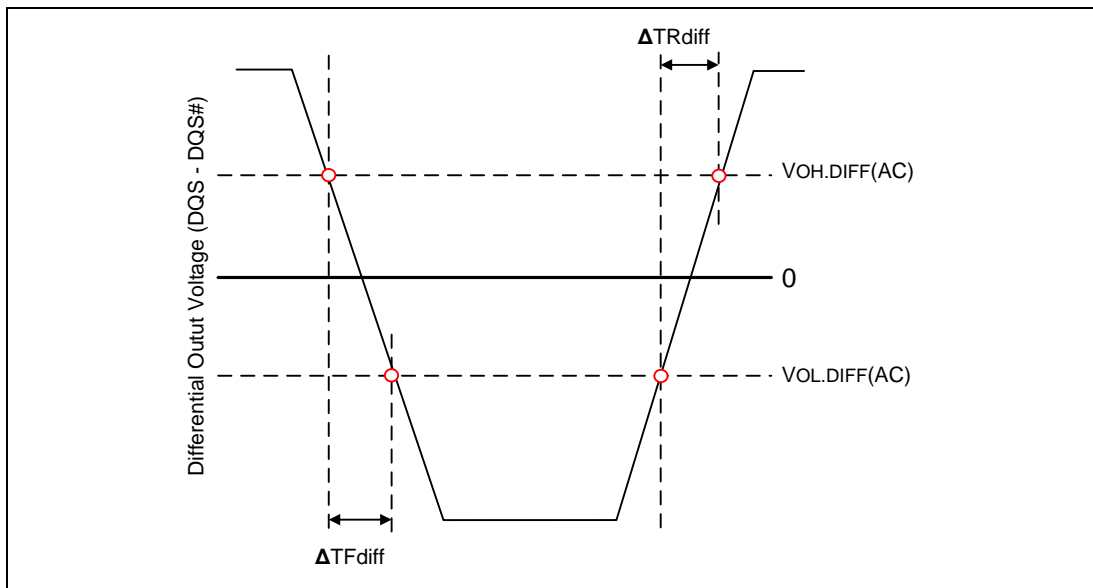 ΔTRdiff
Differential Outut Voltage (DQS - DQS#)
VOH.DIFF(AC)
0
VOL.DIFF(AC)
ΔTFdiff